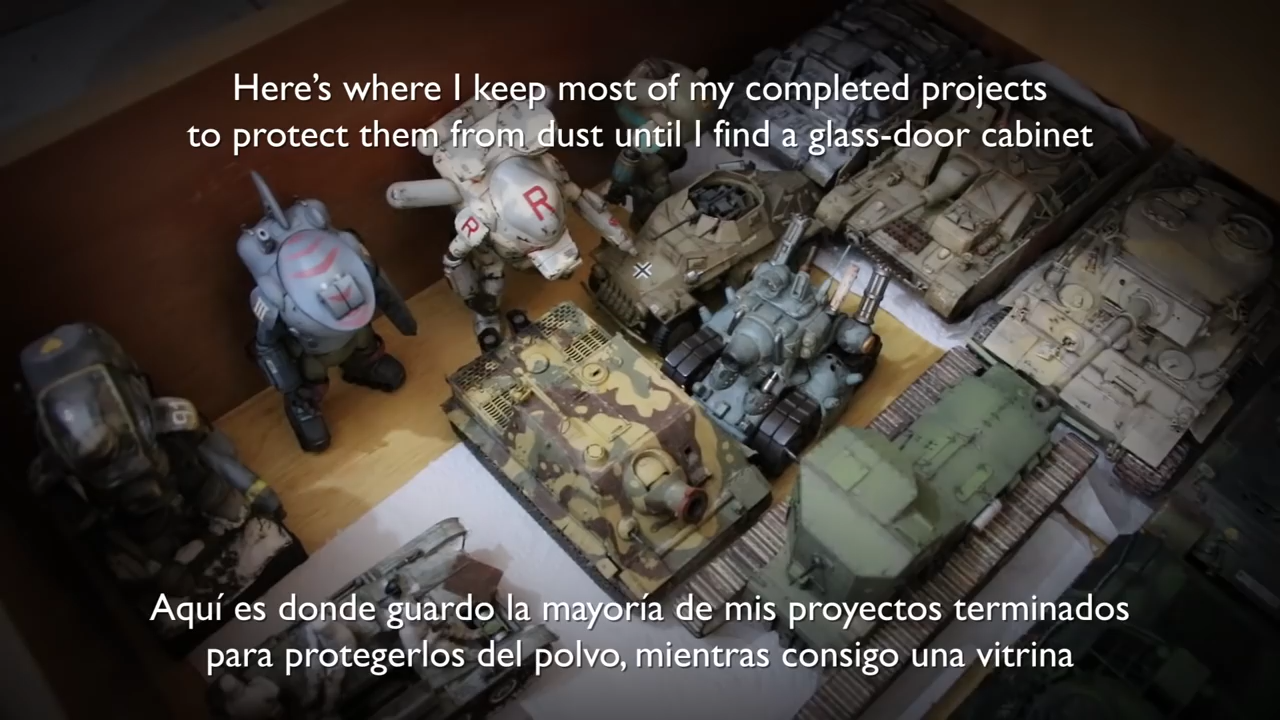 Here’s where I keep most of my completed projects
to protect them from dust until I find a glass-door cabinet
R
R
Aquí es donde guardo la mayoría de mis proyectos terminados
para protegerlos del polvo, mientras consigo una vitrina